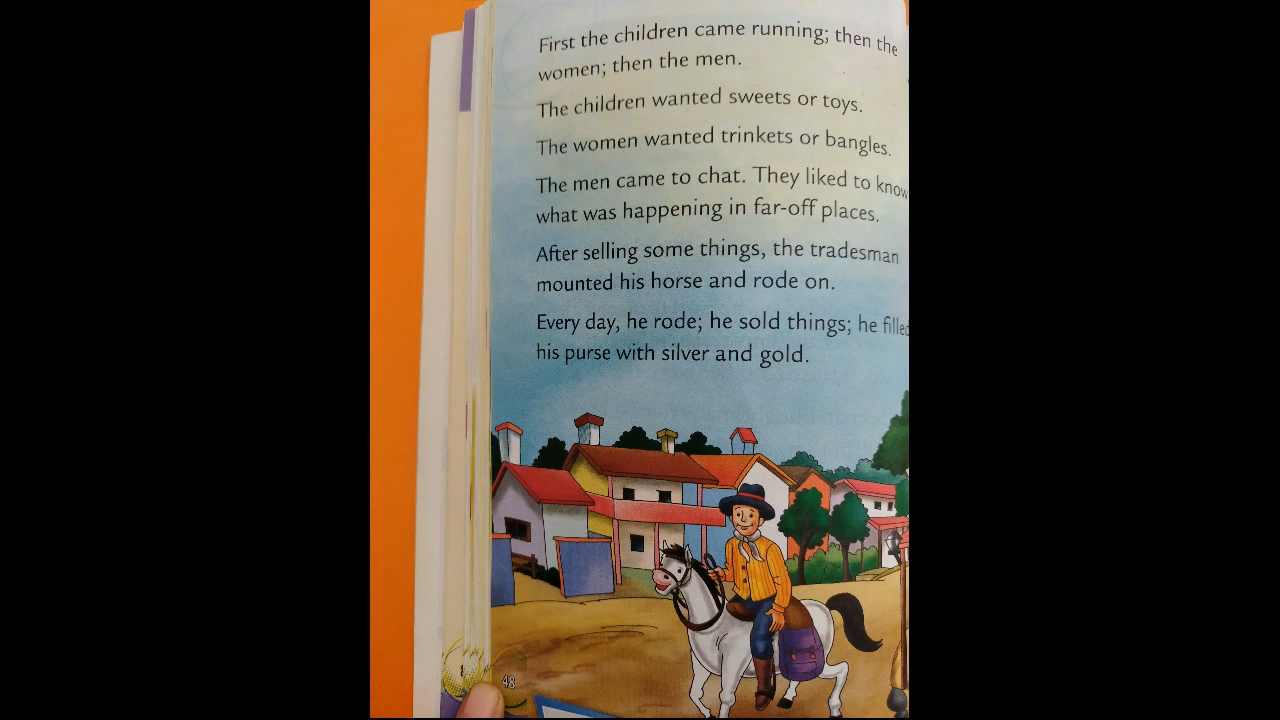 First the children came running; then the
women; then the men.
The children wanted sweets or toys.
The women wanted trinkets or bangles.
The men came to chat. They liked to know
what was happening in far-off places.
After selling some things, the tradesman
mounted his horse and rode on.
Every day, he rode; he sold things; he filled
his purse with silver and gold.
48